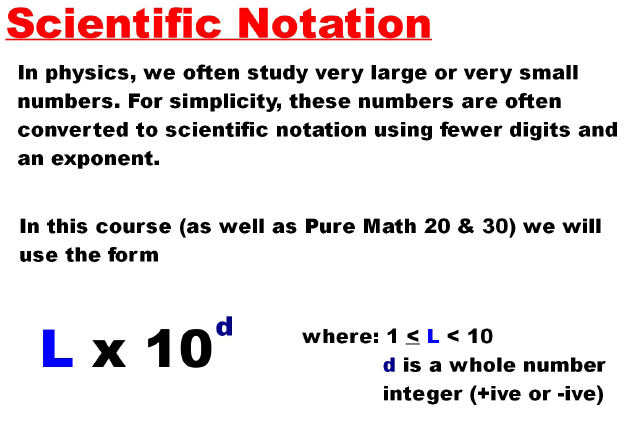 Scientific Notation
In physics, we often study very large or very small
numbers. For simplicity, these numbers are often
converted to scientific notation using fewer digits and
an exponent.
In this course (as well as Pure Math 20 & 30) we will
use the form
L x 10^d
where: 1 ≤ L < 10
d is a whole number
integer (+ive or -ive)